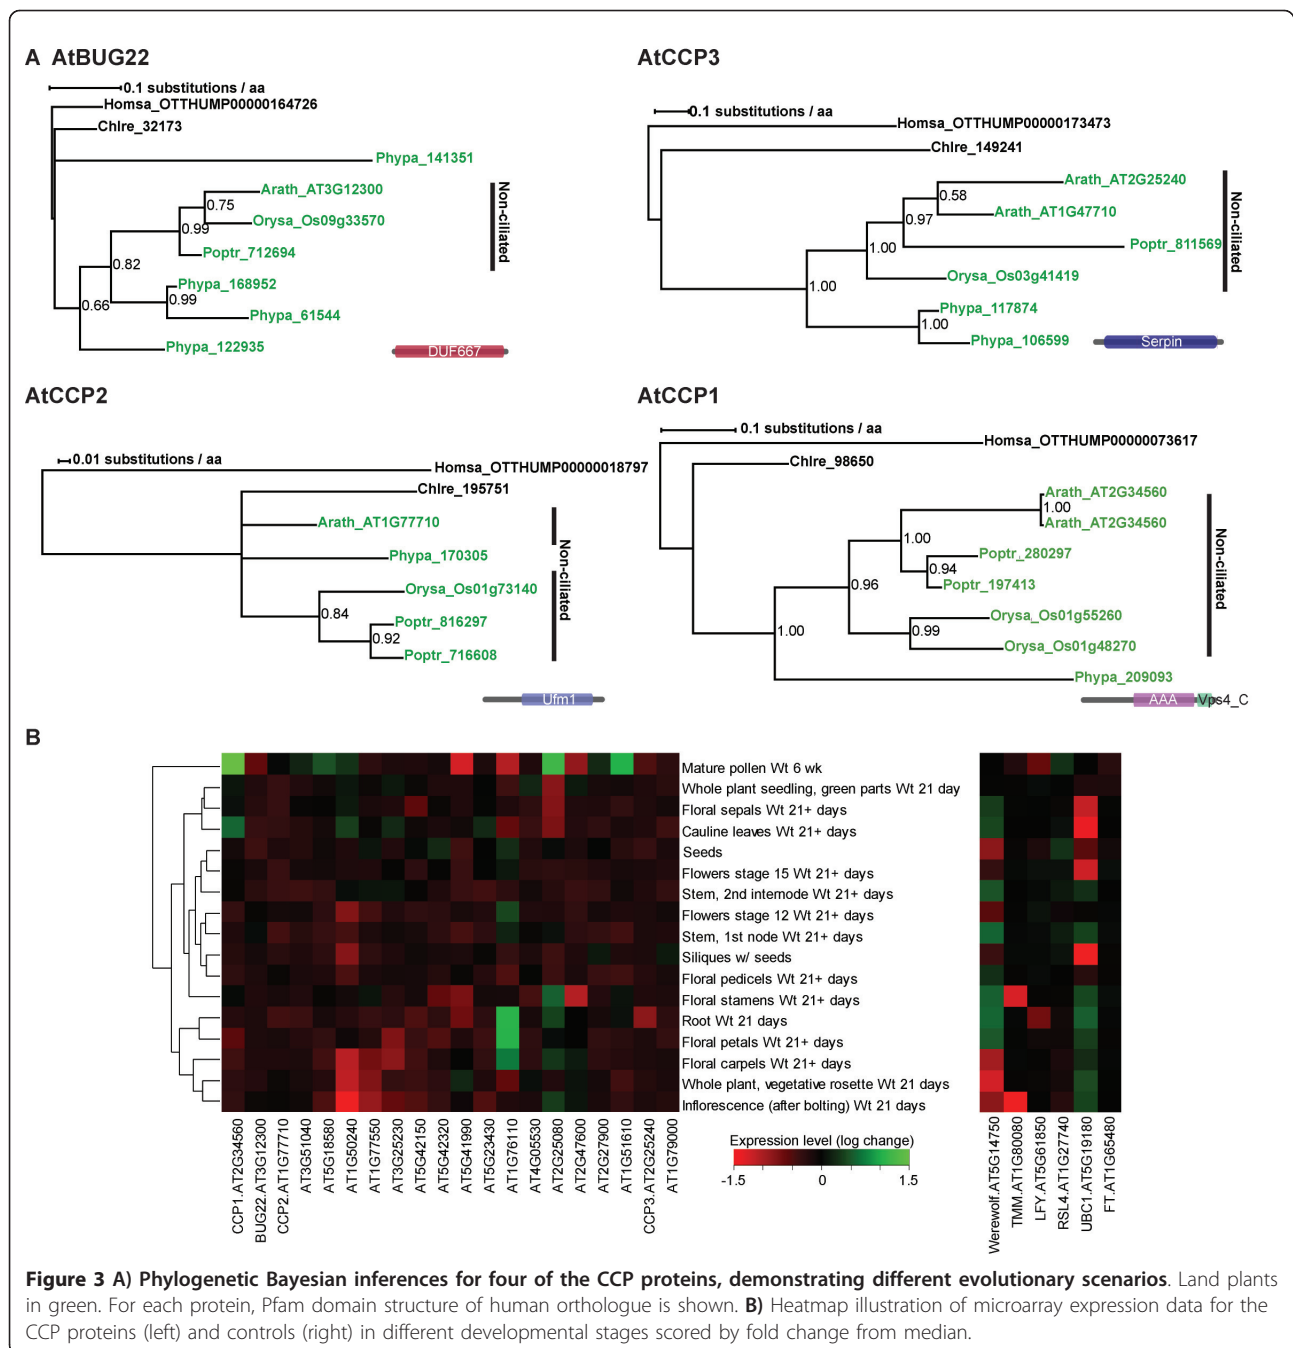 A AtBUG22
0.1 substitutions / aa
Homsa_OTTHUMP00000164726
Chlre_32173
Phypa_141351
Arath_AT3G12300
0.75
Orysa_Os09g33570
0.99
Poptr_712694
0.82
Phypa_168952
0.99
0.66
Phypa_61544
Phypa_122935
Non-ciliated
DUF667
AtCCP3
0.1 substitutions / aa
Homsa_OTTHUMP00000173473
Chlre_149241
Arath_AT2G25240
0.58
Arath_AT1G47710
0.97
Poptr_811569
1.00
Orysa_Os03g41419
1.00
Phypa_117874
1.00
Phypa_106599
Non-ciliated
Serpin
AtCCP2
0.01 substitutions / aa
Homsa_OTTHUMP00000018797
Chlre_195751
Arath_AT1G77710
Phypa_170305
Orysa_Os01g73140
0.84
Poptr_816297
0.92
Poptr_716608
Non-ciliated
Ufm1
AtCCP1
0.1 substitutions / aa
Homsa_OTTHUMP00000073617
Chlre_98650
Arath_AT2G34560
1.00
Arath_AT2G34560
1.00
Poptr_280297
0.94
Poptr_197413
0.96
Orysa_Os01g55260
0.99
1.00
Orysa_Os01g48270
Phypa_209093
Non-ciliated
AAA
Vps4_C
B
Mature pollen Wt 6 wk
Whole plant seedling, green parts Wt 21 day
Floral sepals Wt 21+ days
Cauline leaves Wt 21+ days
Seeds
Flowers stage 15 Wt 21+ days
Stem, 2nd internode Wt 21+ days
Flowers stage 12 Wt 21+ days
Stem, 1st node Wt 21+ days
Siliques w/ seeds
Floral pedicels Wt 21+ days
Floral stamens Wt 21+ days
Root Wt 21 days
Floral petals Wt 21+ days
Floral carpels Wt 21+ days
Whole plant, vegetative rosette Wt 21 days
Inflorescence (after bolting) Wt 21 days
CCP1.AT2G34560
BUG22.AT3G12300
CCP2.AT1G77710
AT3G51040
AT5G18580
AT1G50240
AT1G77550
AT3G25230
AT5G42150
AT5G42320
AT5G41990
AT5G23430
AT1G76110
AT4G05530
AT2G25080
AT2G47600
AT2G27900
AT1G51610
CCP3.AT2G25240
AT1G79000
Expression level (log change)
-1.5 0 1.5
Werewolf.AT5G14750
TMM.AT1G80080
LFY.AT5G61850
RSL4.AT1G27740
UBC1.AT5G19180
FT.AT1G65480
Figure 3 A) Phylogenetic Bayesian inferences for four of the CCP proteins, demonstrating different evolutionary scenarios. Land plants
in green. For each protein, Pfam domain structure of human orthologue is shown. B) Heatmap illustration of microarray expression data for the
CCP proteins (left) and controls (right) in different developmental stages scored by fold change from median.